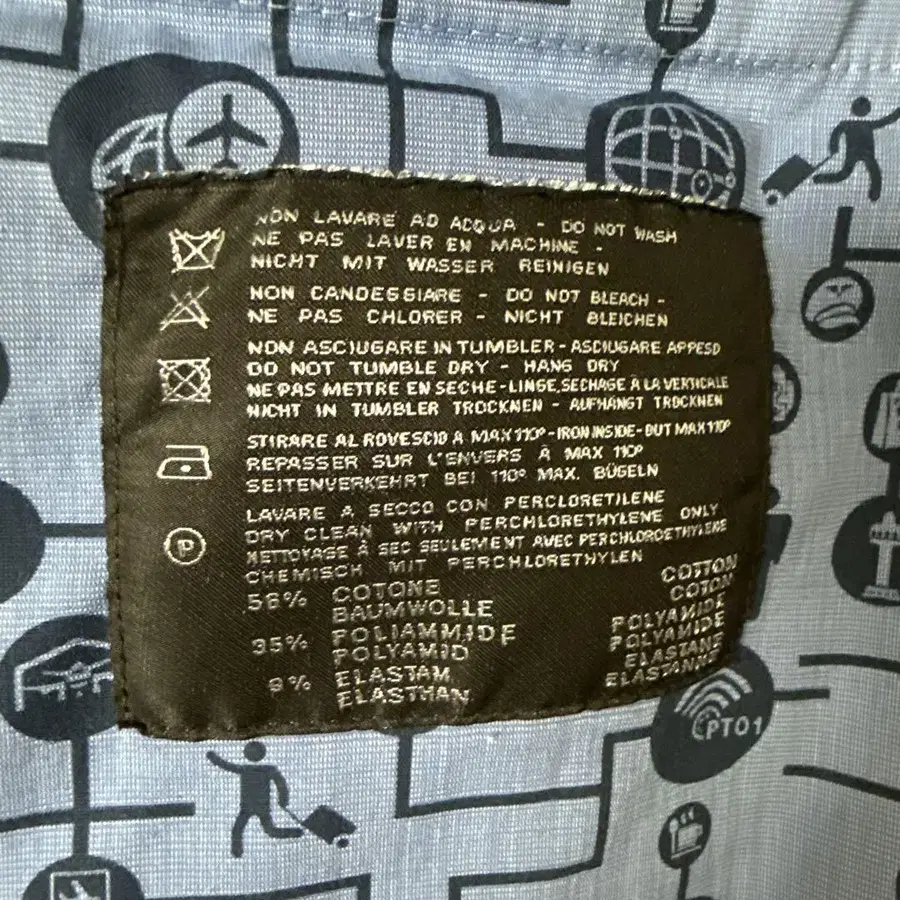 NON LAVARE AD ACQUA - DO NOT WASH
NE PAS LAVER EN MACHINE -
NICHT MIT WASSER REINIGEN
NON CANDESGIARE - DO NOT BLEACH -
NE PAS CHLORER - NICHT BLEICHEN
NON ASCIUGARE IN TUMBLER - ASCIUGARE APPESO
DO NOT TUMBLE DRY - HANG DRY
NE PAS METTRE EN SECHE-LINGE, SECHAGE A LA VERTICALE
NICHT IN TUMBLER TROCKNEN - AUFHANGT TROCKNEN
STIRARE AL ROVESCIO A MAX 110° - IRON INSIDE-OUT MAX 110°
REPASSER SUR L'ENVERS À MAX 110°
SEITENVERKEHRT BEI 110° MAX. BÜGELN
LAVARE A SECCO CON PERCLORETILENE
DRY CLEAN WITH PERCHLORETHYLENE ONLY
NETTOYAGE À SEC SEULEMENT AVEC PERCHLOROETHYLENE
P CHEMISCH MIT PERCHLORETHYLEN
56% COTONE COTTON
BAUMWOLLE COTON
35% POLIAMMIDE POLYAMIDE
POLYAMID POLYAMIDE
9% ELASTAM ELASTANE
ELASTHAN ELASTANNE
PT01